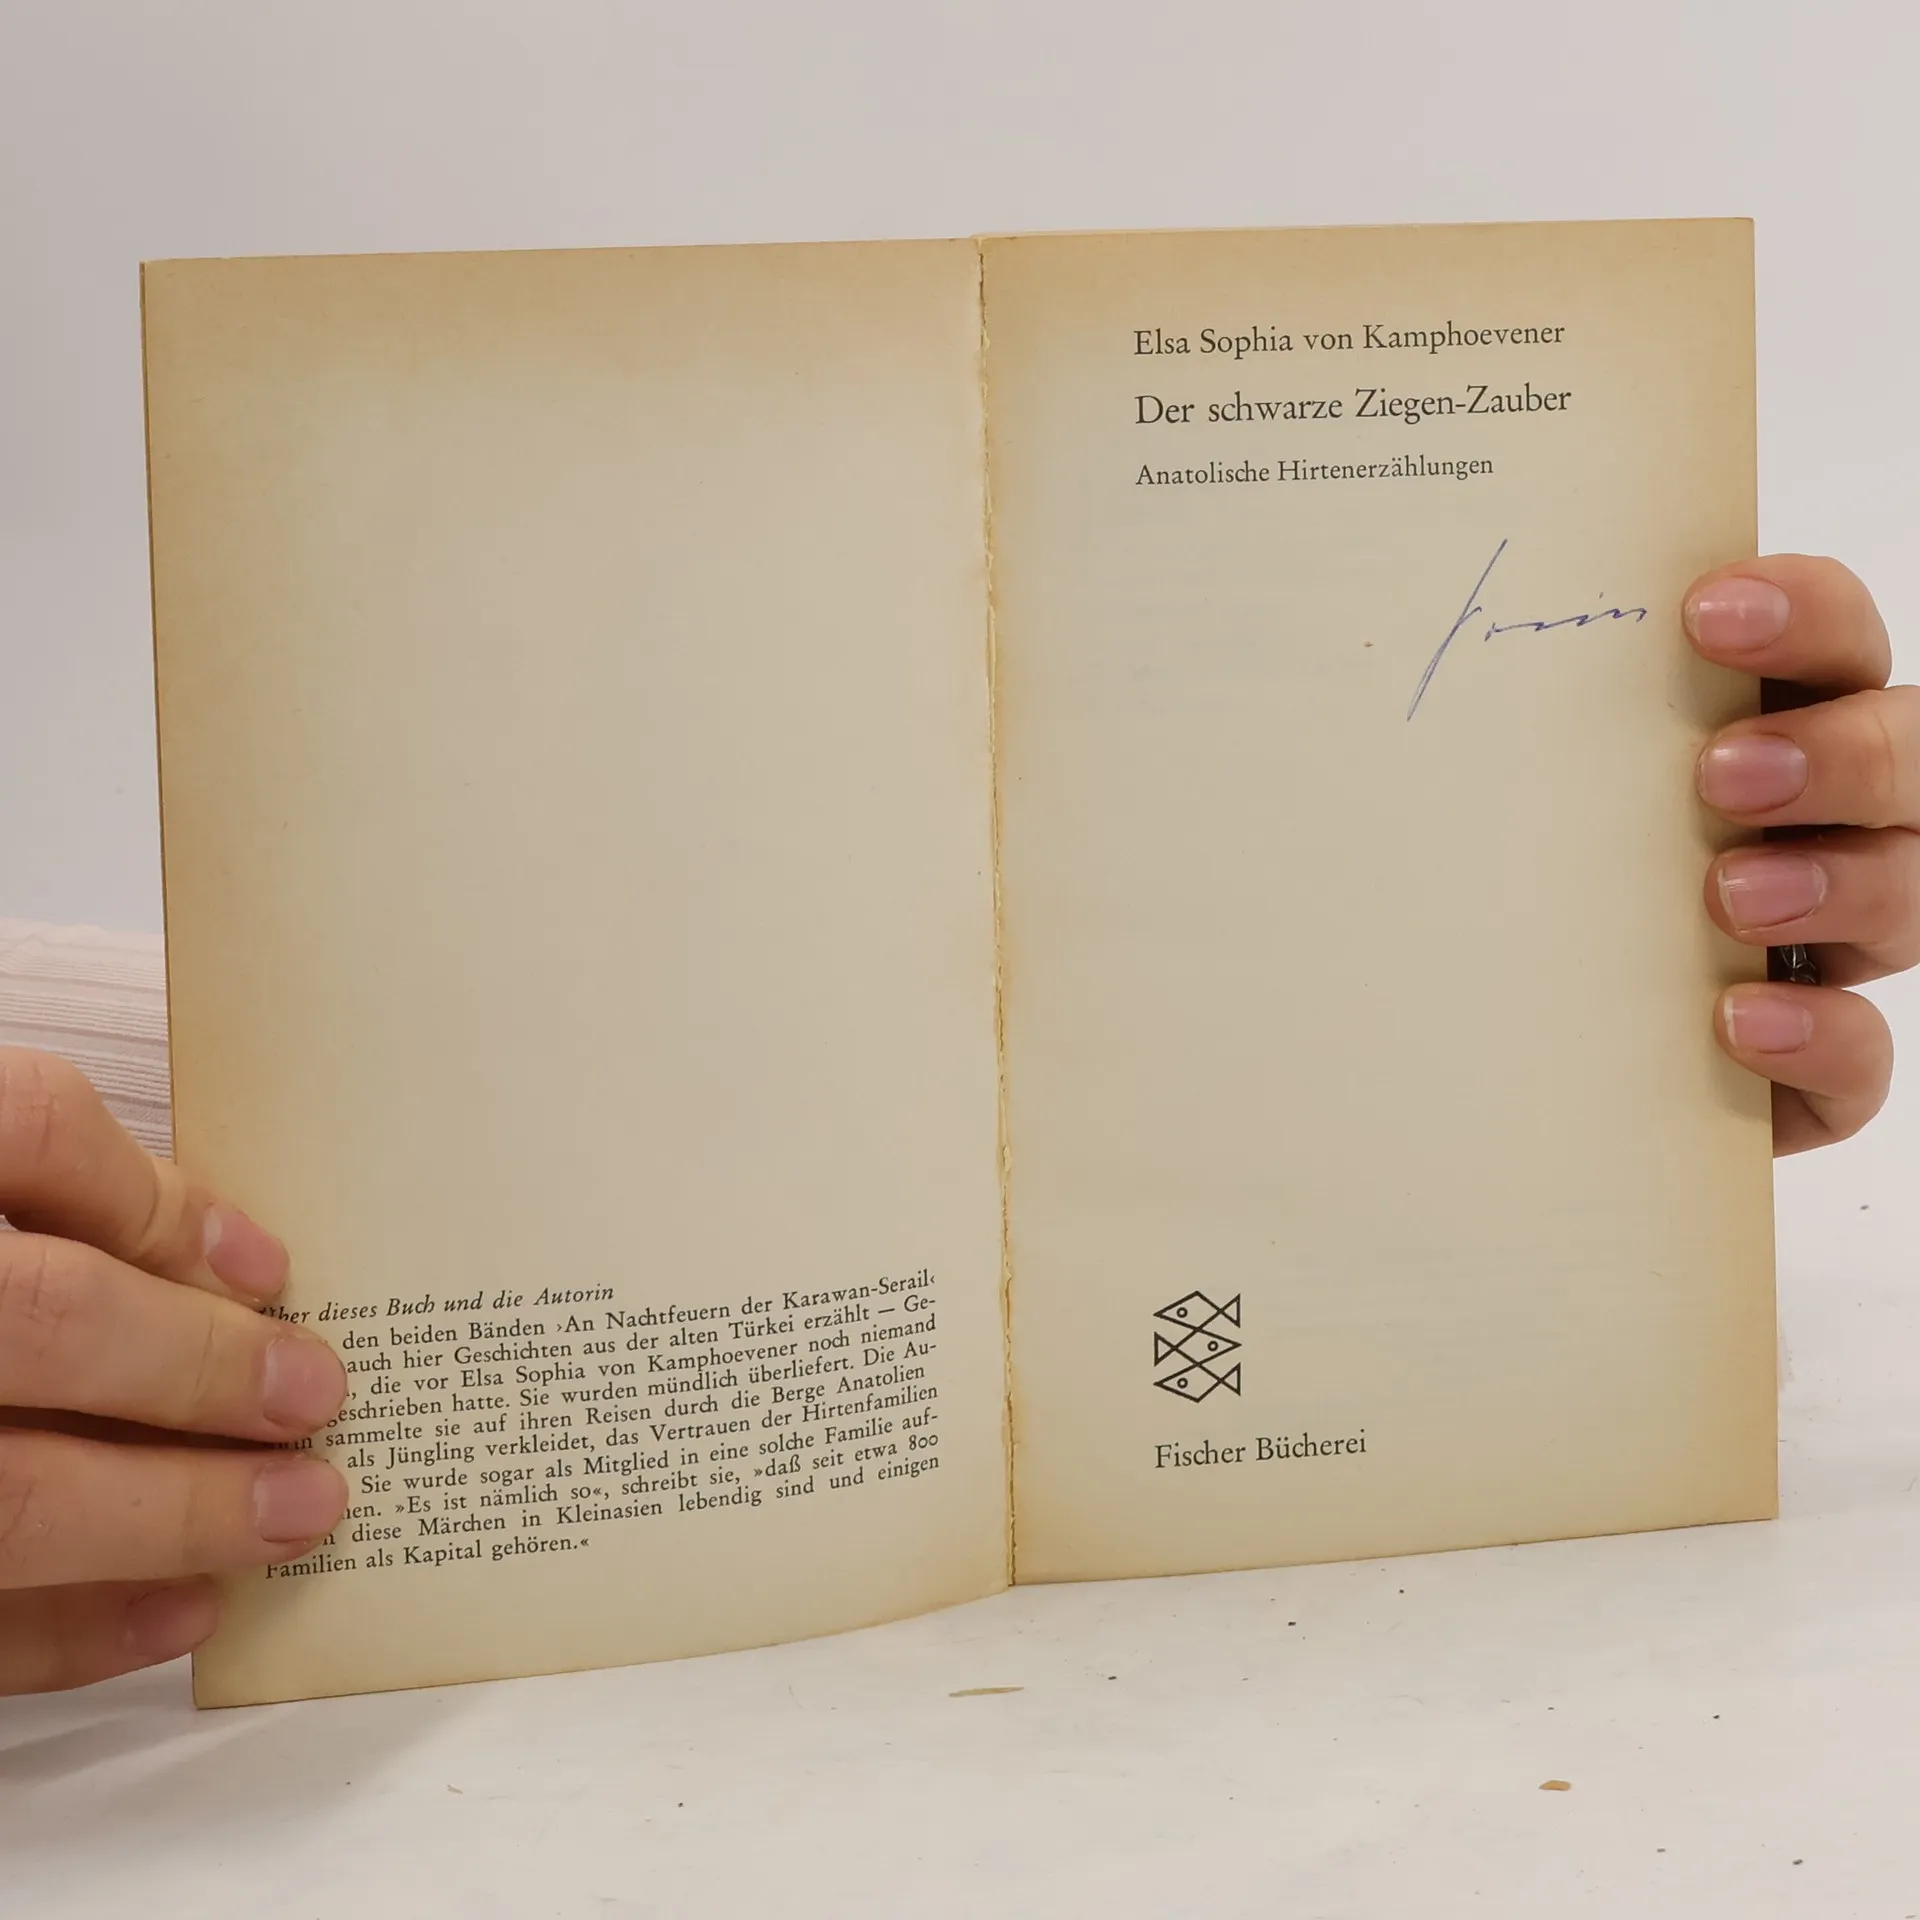 dieses Buch und die Autorin
den beiden Bänden ›An Nachtfeuern der Karawan-Serail‹
auch hier Geschichten aus der alten Türkei erzählt — Ge-
die vor Elsa Sophia von Kamphoevener noch niemand
geschrieben hatte. Sie wurden mündlich überliefert. Die Au-
sammelte sie auf ihren Reisen durch die Berge Anatolien
als Jüngling verkleidet, das Vertrauen der Hirtenfamilien
Sie wurde sogar als Mitglied in eine solche Familie auf-
»Es ist nämlich so«, schreibt sie, »daß seit etwa 800
diese Märchen in Kleinasien lebendig sind und einigen
Familien als Kapital gehören.«
Elsa Sophia von Kamphoevener
Der schwarze Ziegen-Zauber
Anatolische Hirtenerzählungen
Fischer Bücherei